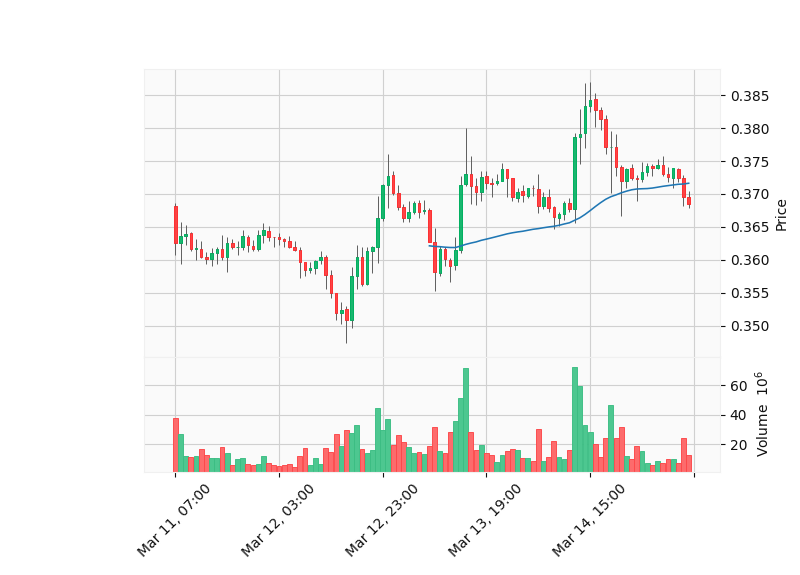 0.385
0.380
0.375
0.370
0.365
0.360
0.355
0.350
Price
60
40
20
Volume 10^6
Mar 11, 07:00
Mar 12, 03:00
Mar 12, 23:00
Mar 13, 19:00
Mar 14, 15:00